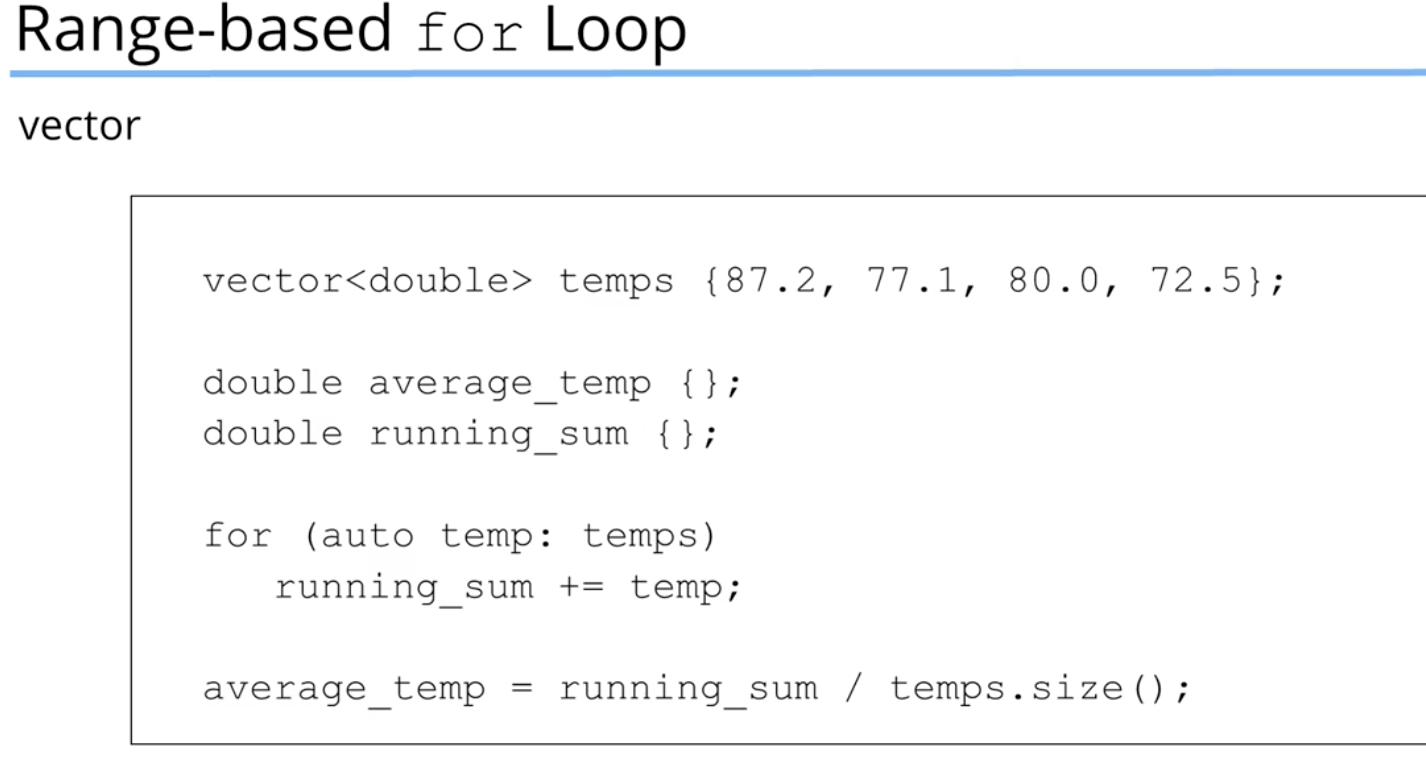 Range-based for Loop
vector
vector<double> temps {87.2, 77.1, 80.0, 72.5};
double average_temp {};
double running_sum {};
for (auto temp: temps)
running_sum += temp;
average_temp = running_sum / temps.size();